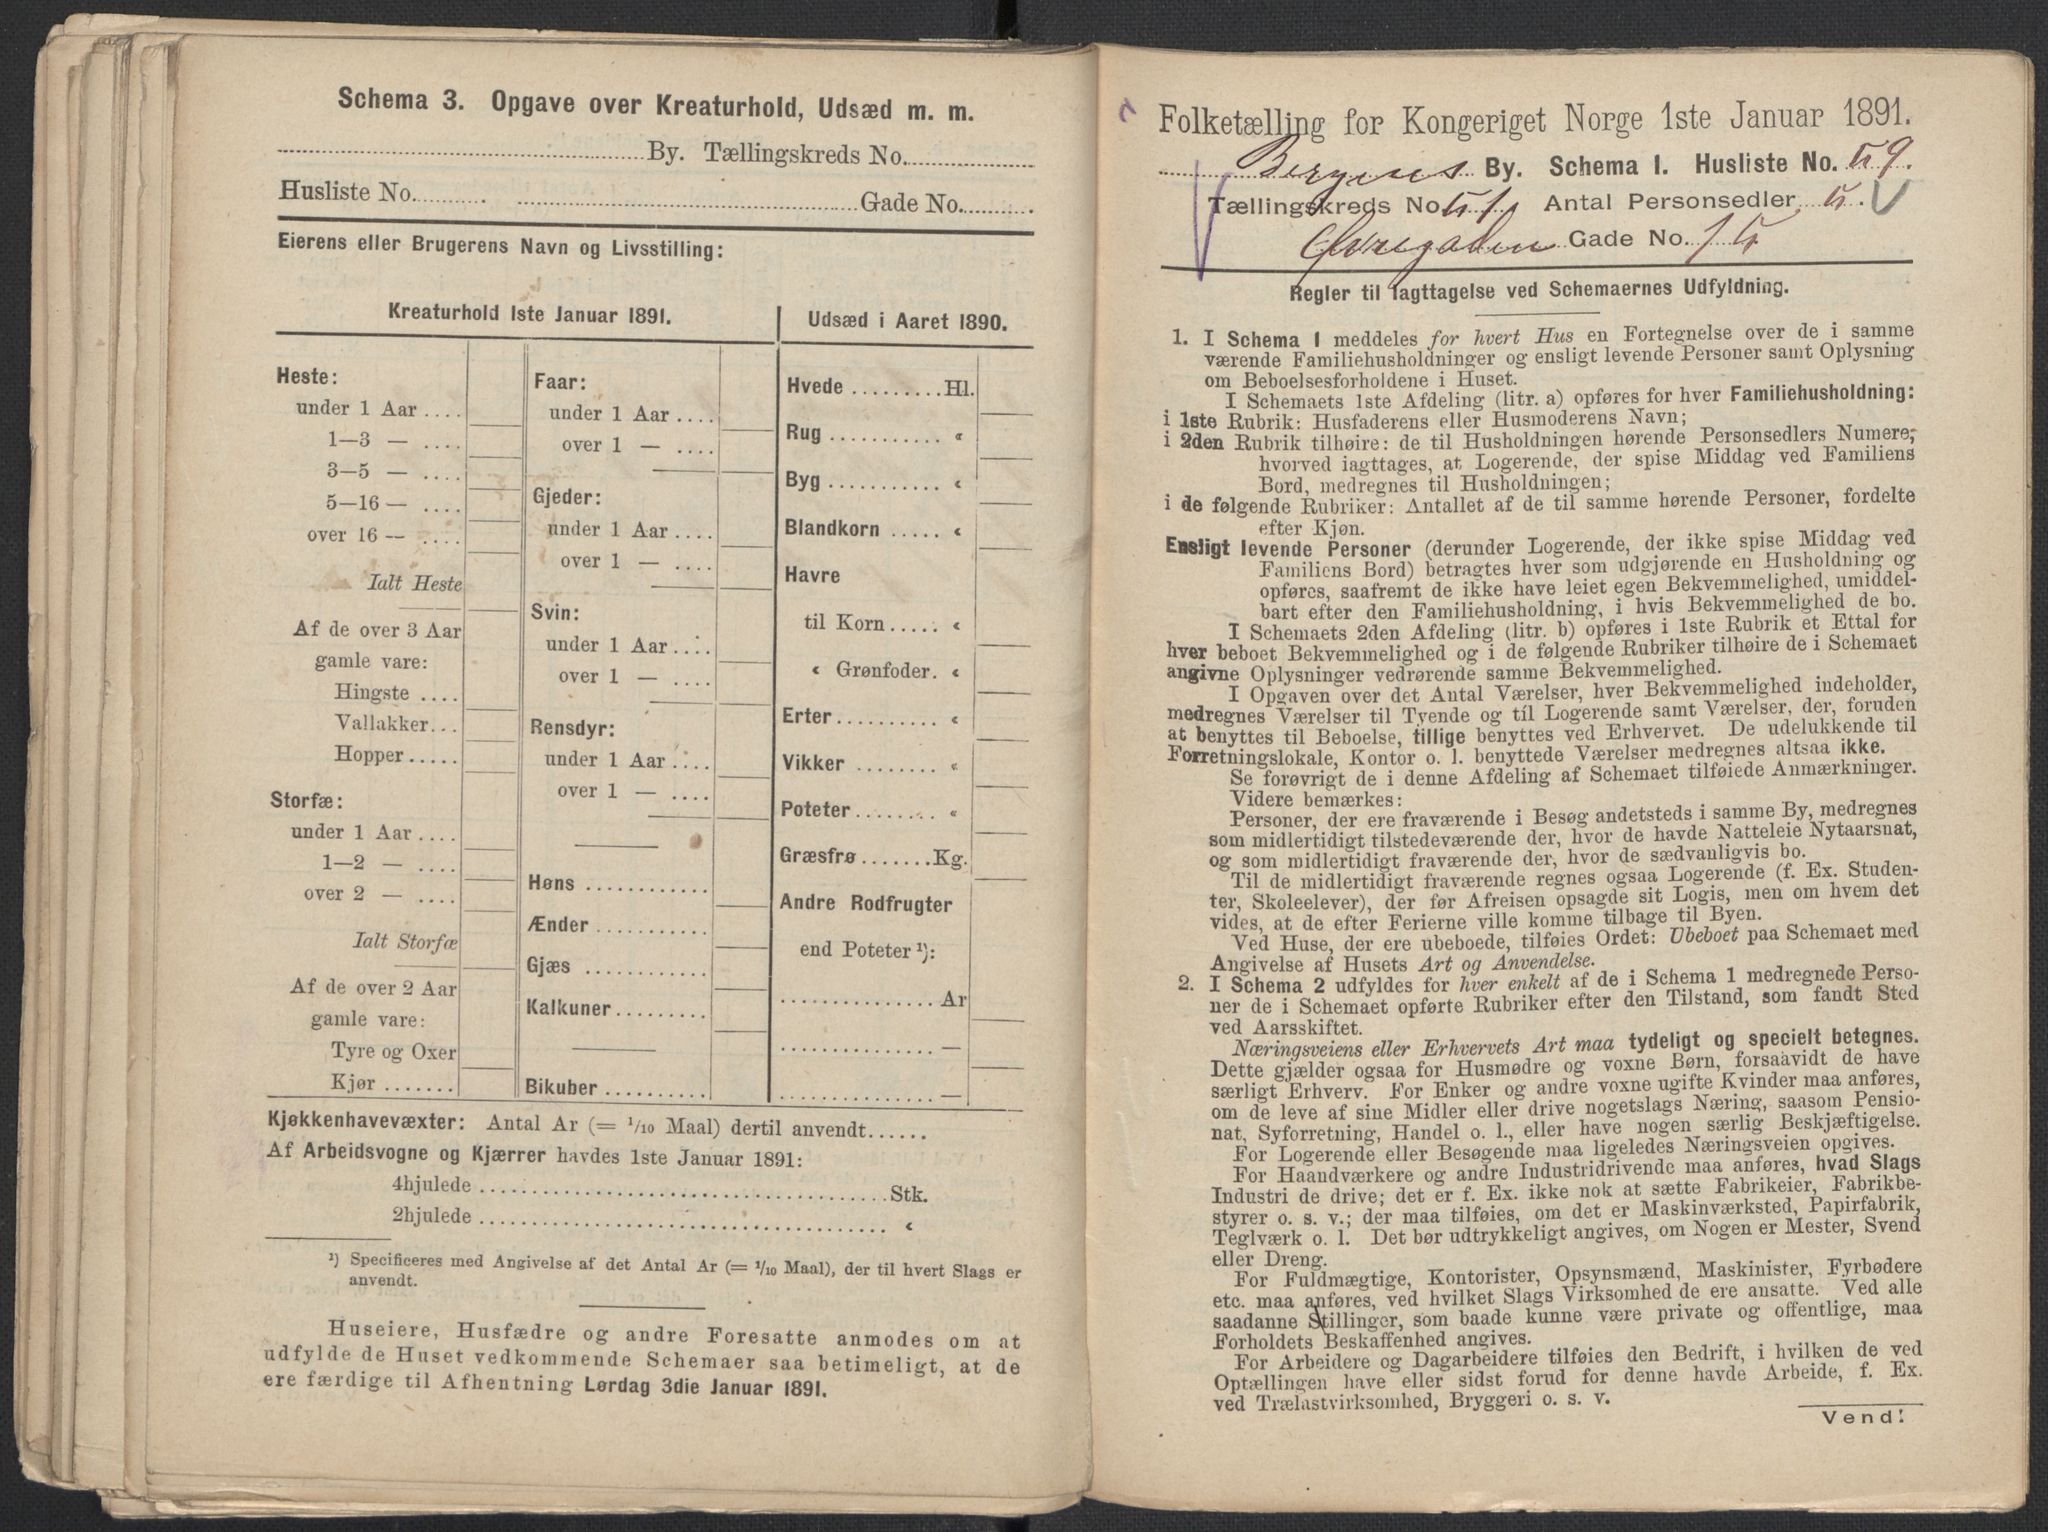 Schema 3. Opgave over Kreaturhold, Udsæd m. m.
By. Tællingskreds No.
Husliste No. Gade No.
Eierens eller Brugerens Navn og Livsstilling:
Kreaturhold 1ste Januar 1891.
Heste:
under 1 Aar ....
1—3 — ....
3—5 — ....
5—16 — ....
over 16 — ....
Ialt Heste
Af de over 3 Aar
gamle vare:
Hingste ....
Vallakker...
Hopper.....
Storfæ:
under 1 Aar ....
1—2 — ....
over 2 — ....
Ialt Storfæ
Af de over 2 Aar
gamle vare:
Tyre og Oxer
Kjør .......
Faar:
under 1 Aar ....
over 1 — ....
Gjeder:
under 1 Aar ....
over 1 — ....
Svin:
under 1 Aar ....
over 1 — ....
Rensdyr:
under 1 Aar ....
over 1 — ....
Høns ............
Ænder ...........
Gjæs ............
Kalkuner.........
Bikuber ..........
Udsæd i Aaret 1890.
Hvede .........Hl.
Rug ........... “
Byg ........... “
Blandkorn ..... “
Havre
til Korn..... “
“ Grønfoder. “
Erter.......... “
Vikker ........ “
Poteter........ “
Græsfrø.......Kg.
Andre Rodfrugter
end Poteter ¹):
..............Ar
.............. —
.............. —
Kjøkkenhavevæxter: Antal Ar (= 1/10 Maal) dertil anvendt......
Af Arbeidsvogne og Kjærrer havdes 1ste Januar 1891:
4hjulede ......................................Stk.
2hjulede ...................................... “
¹) Specificeres med Angivelse af det Antal Ar (= 1/10 Maal), der til hvert Slags er
anvendt.
Huseiere, Husfædre og andre Foresatte anmodes om at
udfylde de Huset vedkommende Schemaer saa betimeligt, at de
ere færdige til Afhentning Lørdag 3die Januar 1891.
Folketælling for Kongeriget Norge 1ste Januar 1891.
Bergens By. Schema I. Husliste No. 59.
Tællingskreds No. 51 Antal Personsedler 5.
Øvregaden Gade No. 15
Regler til Iagttagelse ved Schemaernes Udfyldning.
1. I Schema 1 meddeles for hvert Hus en Fortegnelse over de i samme
værende Familiehusholdninger og ensligt levende Personer samt Oplysning
om Beboelsesforholdene i Huset.
I Schemaets 1ste Afdeling (litr. a) opføres for hver Familiehusholdning:
i 1ste Rubrik: Husfaderens eller Husmoderens Navn;
i 2den Rubrik tilhøire: de til Husholdningen hørende Personsedlers Numere,
hvorved iagttages, at Logerende, der spise Middag ved Familiens
Bord, medregnes til Husholdningen;
i de følgende Rubriker: Antallet af de til samme hørende Personer, fordelte
efter Kjøn.
Ensligt levende Personer (derunder Logerende, der ikke spise Middag ved
Familiens Bord) betragtes hver som udgjørende en Husholdning og
opføres, saafremt de ikke have leiet egen Bekvemmelighed, umiddel-
bart efter den Familiehusholdning, i hvis Bekvemmelighed de bo.
I Schemaets 2den Afdeling (litr. b) opføres i 1ste Rubrik et Ettal for
hver beboet Bekvemmelighed og i de følgende Rubriker tilhøire de i Schemaet
angivne Oplysninger vedrørende samme Bekvemmelighed.
I Opgaven over det Antal Værelser, hver Bekvemmelighed indeholder,
medregnes Værelser til Tyende og til Logerende samt Værelser, der, foruden
at benyttes til Beboelse, tillige benyttes ved Erhvervet. De udelukkende til
Forretningslokale, Kontor o. l. benyttede Værelser medregnes altsaa ikke.
Se forøvrigt de i denne Afdeling af Schemaet tilføiede Anmærkninger.
Videre bemærkes:
Personer, der ere fraværende i Besøg andetsteds i samme By, medregnes
som midlertidigt tilstedeværende der, hvor de havde Natteleie Nytaarsnat,
og som midlertidigt fraværende der, hvor de sædvanligvis bo.
Til de midlertidigt fraværende regnes ogsaa Logerende (f. Ex. Studen-
ter, Skoleelever), der før Afreisen opsagde sit Logis, men om hvem det
vides, at de efter Ferierne ville komme tilbage til Byen.
Ved Huse, der ere ubeboede, tilføies Ordet: Ubeboet paa Schemaet med
Angivelse af Husets Art og Anvendelse.
2. I Schema 2 udfyldes for hver enkelt af de i Schema 1 medregnede Perso-
ner de i Schemaet opførte Rubriker efter den Tilstand, som fandt Sted
ved Aarsskiftet.
Næringsveiens eller Erhvervets Art maa tydeligt og specielt betegnes.
Dette gjælder ogsaa for Husmødre og voxne Børn, forsaavidt de have
særligt Erhverv. For Enker og andre voxne ugifte Kvinder maa anføres,
om de leve af sine Midler eller drive nogetslags Næring, saasom Pensio-
nat, Syforretning, Handel o. l., eller have nogen særlig Beskjæftigelse.
For Logerende eller Besøgende maa ligeledes Næringsveien opgives.
For Haandværkere og andre Industridrivende maa anføres, hvad Slags
Industri de drive; det er f. Ex. ikke nok at sætte Fabrikeier, Fabrikbe-
styrer o. s. v.; der maa tilføies, om det er Maskinværksted, Papirfabrik,
Teglværk o. l. Det bør udtrykkeligt angives, om Nogen er Mester, Svend
eller Dreng.
For Fuldmægtige, Kontorister, Opsynsmænd, Maskinister, Fyrbødere
etc. maa anføres, ved hvilket Slags Virksomhed de ere ansatte. Ved alle
saadanne Stillinger, som baade kunne være private og offentlige, maa
Forholdets Beskaffenhed angives.
For Arbeidere og Dagarbeidere tilføies den Bedrift, i hvilken de ved
Optællingen have eller sidst forud for denne havde Arbeide, f. Ex.
ved Trælastvirksomhed, Bryggeri o. s. v.
Vend!